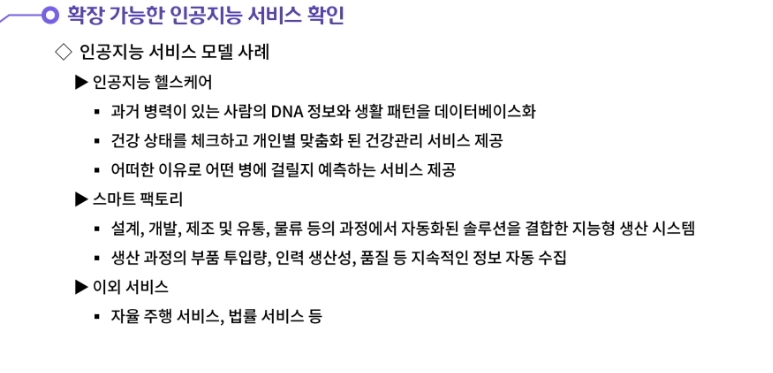 확장 가능한 인공지능 서비스 확인
◇ 인공지능 서비스 모델 사례
▶ 인공지능 헬스케어
▪ 과거 병력이 있는 사람의 DNA 정보와 생활 패턴을 데이터베이스화
▪ 건강 상태를 체크하고 개인별 맞춤화 된 건강관리 서비스 제공
▪ 어떠한 이유로 어떤 병에 걸릴지 예측하는 서비스 제공
▶ 스마트 팩토리
▪ 설계, 개발, 제조 및 유통, 물류 등의 과정에서 자동화된 솔루션을 결합한 지능형 생산 시스템
▪ 생산 과정의 부품 투입량, 인력 생산성, 품질 등 지속적인 정보 자동 수집
▶ 이외 서비스
▪ 자율 주행 서비스, 법률 서비스 등